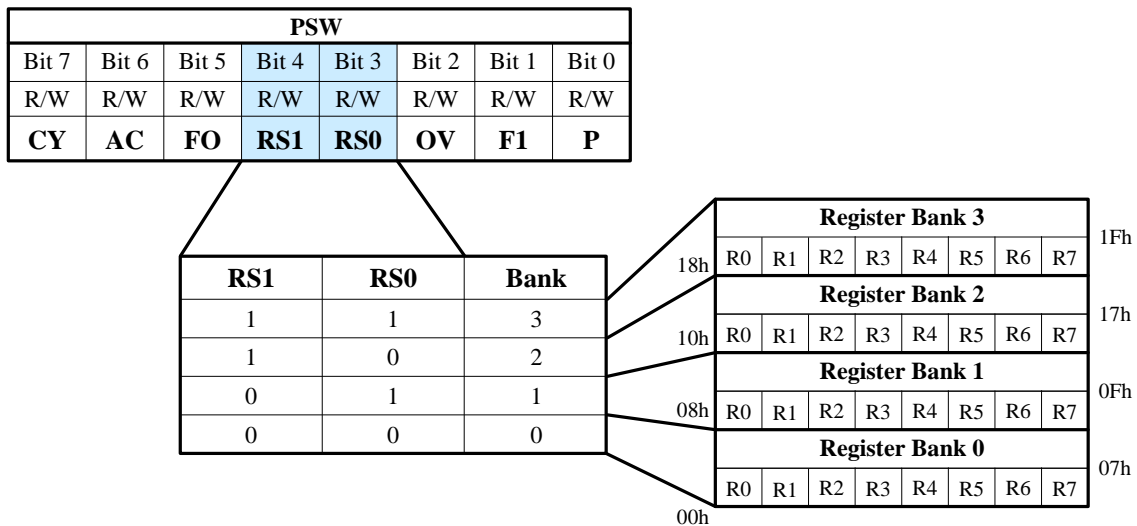 PSW
Bit 7 Bit 6 Bit 5 Bit 4 Bit 3 Bit 2 Bit 1 Bit 0
R/W R/W R/W R/W R/W R/W R/W R/W
CY AC FO RS1 RS0 OV F1 P
RS1 RS0 Bank
1 1 3
1 0 2
0 1 1
0 0 0
Register Bank 3
1Fh
18h R0 R1 R2 R3 R4 R5 R6 R7
Register Bank 2
17h
10h R0 R1 R2 R3 R4 R5 R6 R7
Register Bank 1
0Fh
08h R0 R1 R2 R3 R4 R5 R6 R7
Register Bank 0
07h
R0 R1 R2 R3 R4 R5 R6 R7
00h